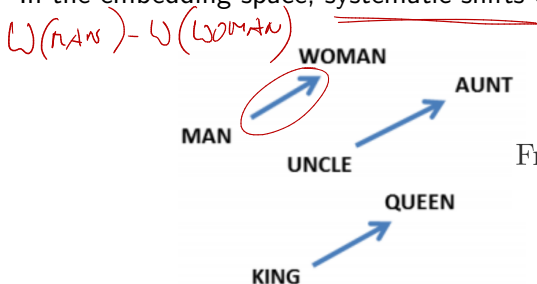 In the embedding space, systematic shifts
W(MAN) - W(WOMAN)
WOMAN
AUNT
MAN
UNCLE
QUEEN
KING